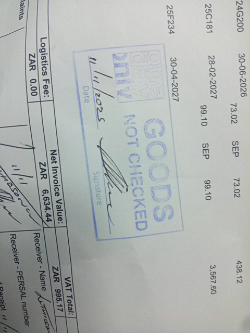 24G200 30-06-2026 73.02 SEP 73.02 438.12
25C181 28-02-2027 99.10 SEP 99.10 3,567.60
25F234 30-04-2027
GOODS
NOT CHECKED
11/11/2025
Date
Signature
Logistics Fee:
ZAR 0.00
Net Invoice Value:
ZAR 6,634.44
VAT Total:
ZAR 995.17
Receiver - Name
Receiver - PERSAL number